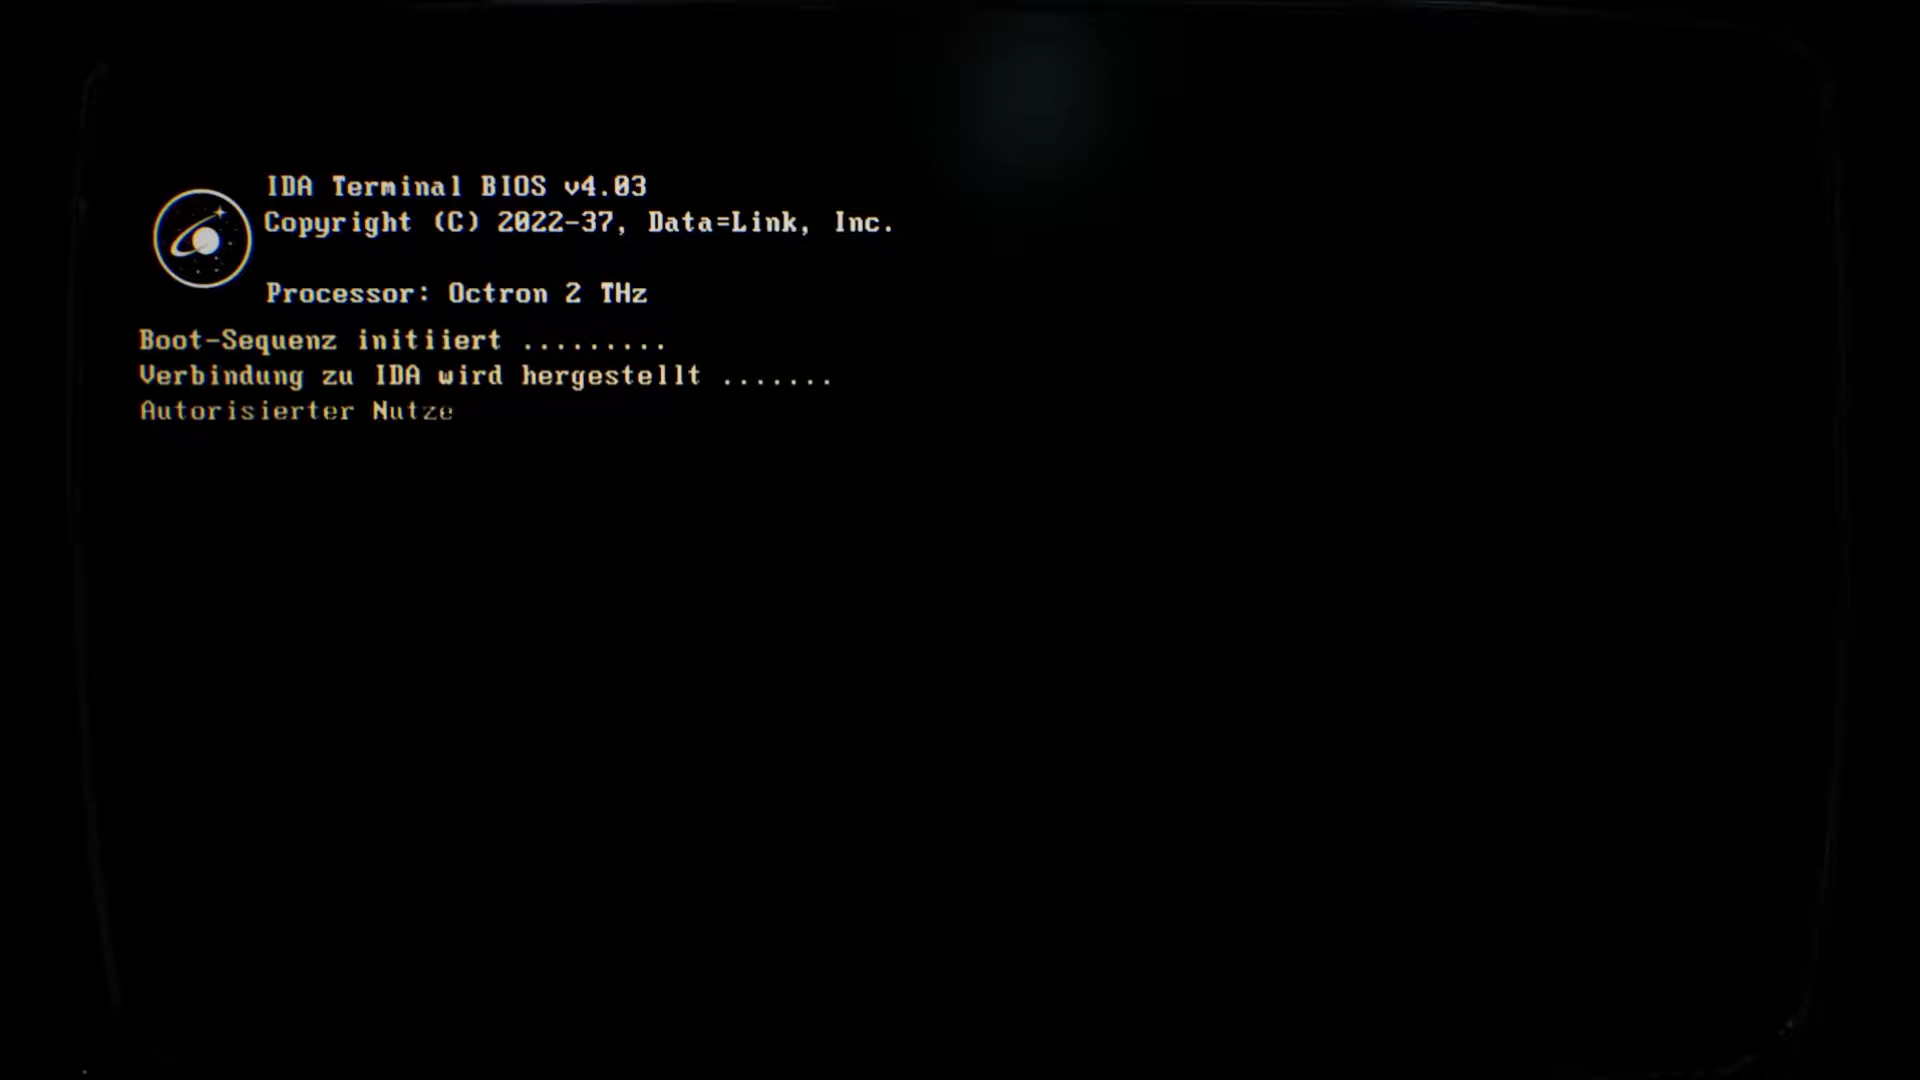 IDA Terminal BIOS v4.03
Copyright (C) 2022-37, Data=Link, Inc.
Processor: Octron 2 THz
Boot-Sequenz initiiert .........
Verbindung zu IDA wird hergestellt .......
Autorisierter Nutze